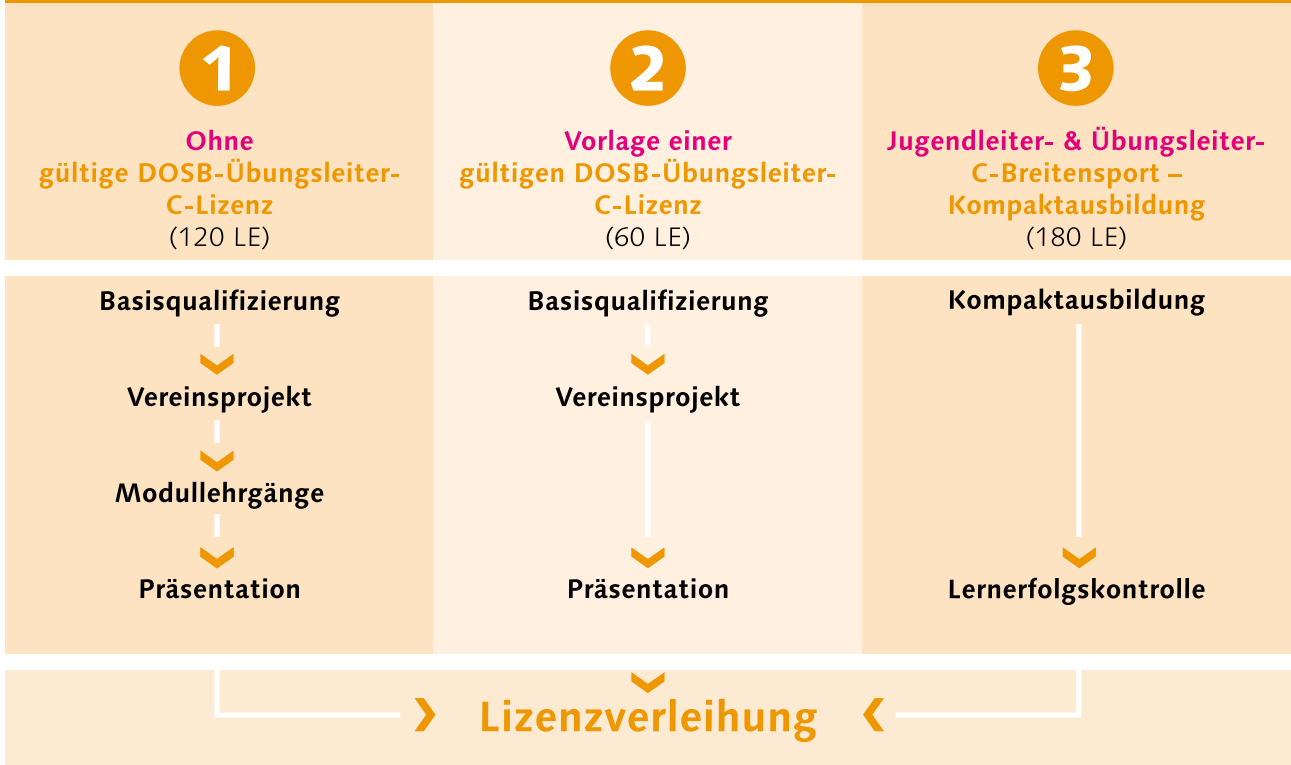 1
Ohne
gültige DOSB-Übungsleiter-
C-Lizenz
(120 LE)
2
Vorlage einer
gültigen DOSB-Übungsleiter-
C-Lizenz
(60 LE)
3
Jugendleiter- & Übungsleiter-
C-Breitensport –
Kompaktausbildung
(180 LE)
Basisqualifizierung
Vereinsprojekt
Modullehrgänge
Präsentation
Basisqualifizierung
Vereinsprojekt
Präsentation
Kompaktausbildung
Lernerfolgskontrolle
Lizenzverleihung